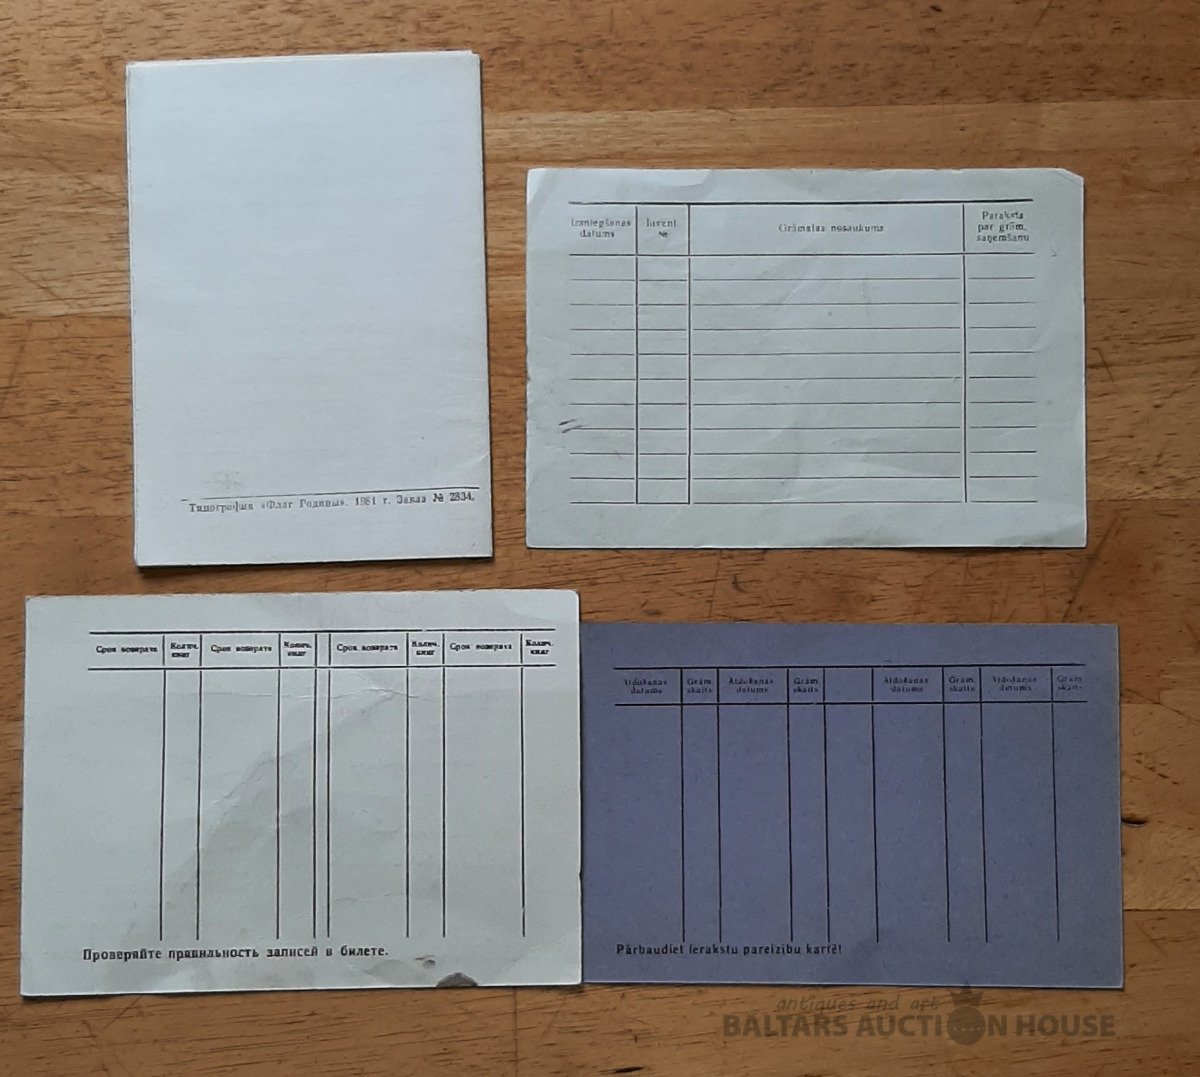 Типография «Флаг Родины». 1981 г. Заказ № 2834.
Izsniegšanas
datums
Invent.
№
Grāmatas nosaukums
Paraksts
par grām.
saņemšanu
Срок возврата
Колич.
книг
Срок возврата
Колич.
книг
Срок возврата
Колич.
книг
Срок возврата
Колич.
книг
Проверяйте правильность записей в билете.
Atdošanas
datums
Grām.
skaits
Atdošanas
datums
Grām.
skaits
Atdošanas
datums
Grām.
skaits
Atdošanas
datums
Grām.
skaits
Pārbaudiet ierakstu pareizību kartē!
antiques and art
BALTARS AUCTION HOUSE